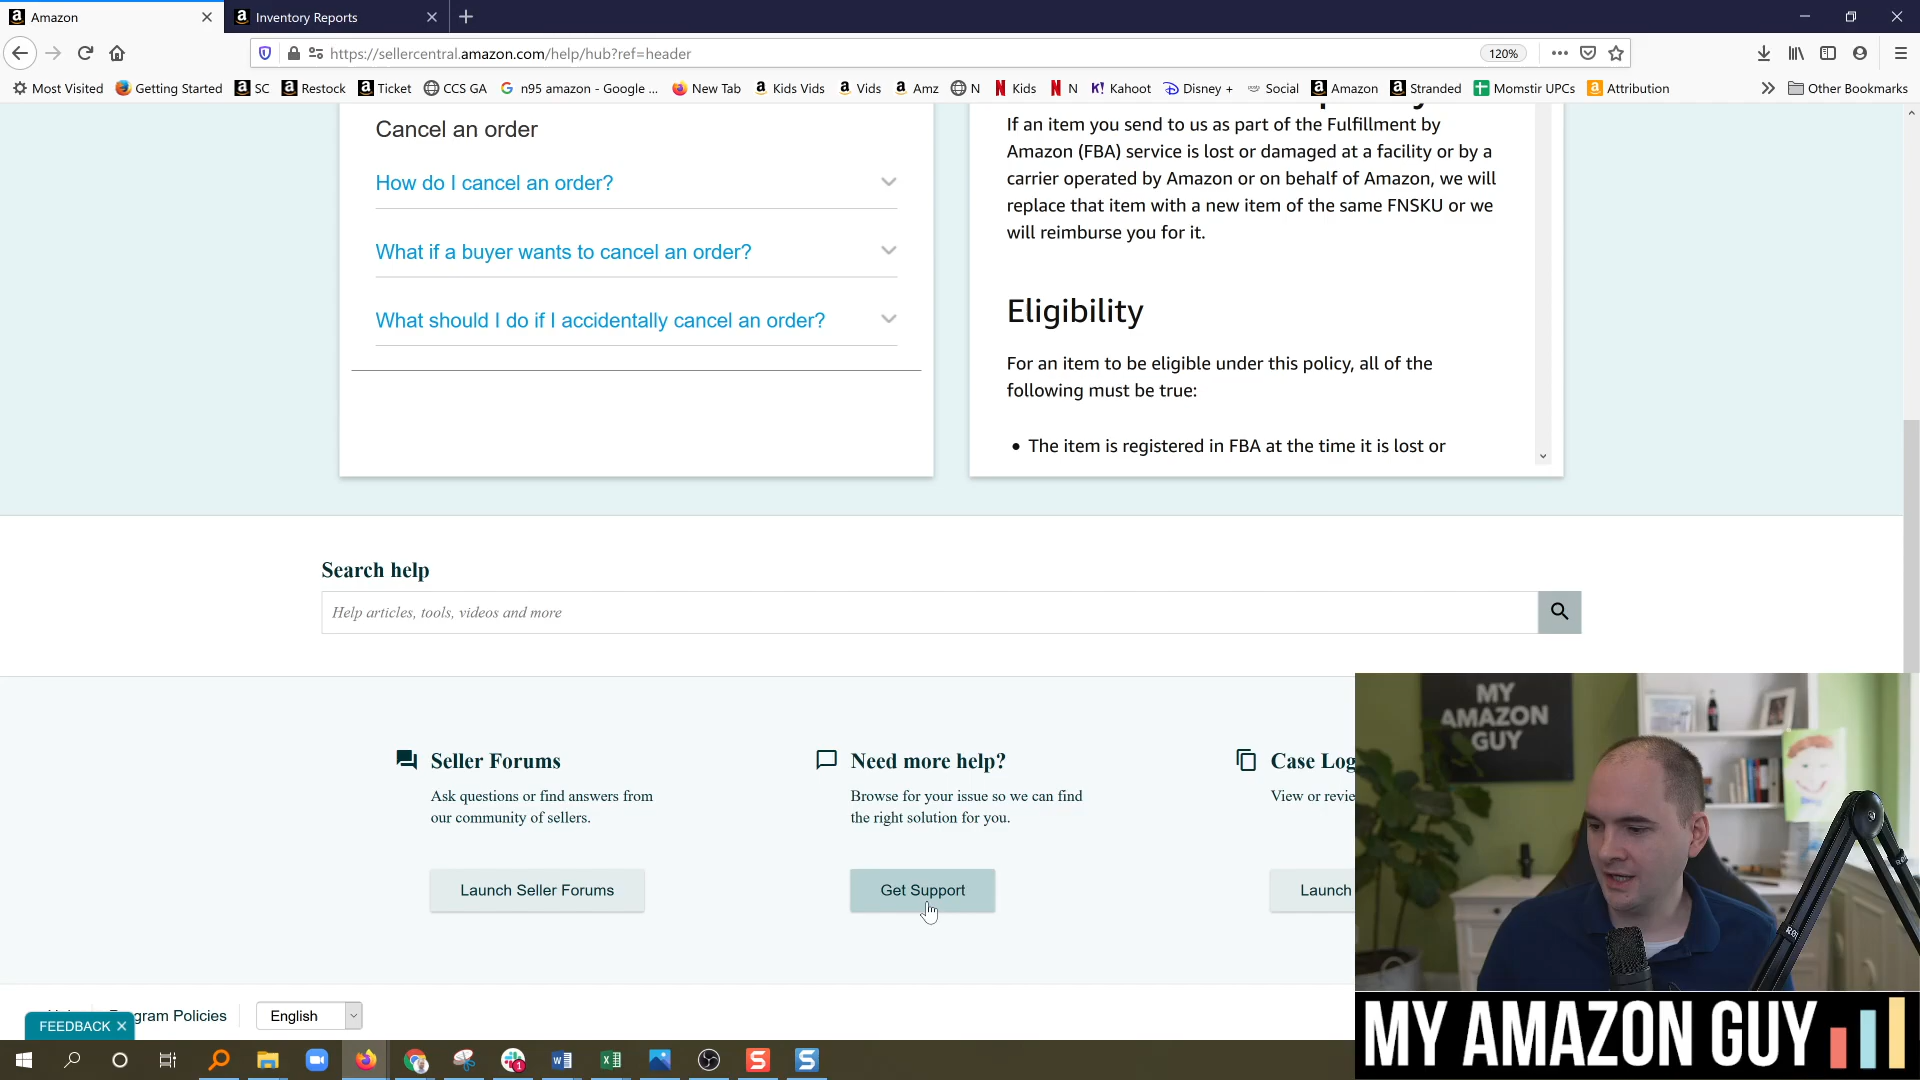 Amazon
Inventory Reports
https://sellercentral.amazon.com/help/hub?ref=header
120%
Most Visited
Getting Started
SC
Restock
Ticket
CCS GA
n95 amazon - Google ...
New Tab
Kids Vids
Vids
Amz
N
Kids
N
Kahoot
Disney +
Social
Amazon
Stranded
Momstir UPCs
Attribution
Other Bookmarks
Cancel an order
How do I cancel an order?
What if a buyer wants to cancel an order?
What should I do if I accidentally cancel an order?
If an item you send to us as part of the Fulfillment by
Amazon (FBA) service is lost or damaged at a facility or by a
carrier operated by Amazon or on behalf of Amazon, we will
replace that item with a new item of the same FNSKU or we
will reimburse you for it.
Eligibility
For an item to be eligible under this policy, all of the
following must be true:
• The item is registered in FBA at the time it is lost or
Search help
Help articles, tools, videos and more
Seller Forums
Ask questions or find answers from
our community of sellers.
Launch Seller Forums
Need more help?
Browse for your issue so we can find
the right solution for you.
Get Support
Case Log
View or revie
Launch
MY
AMAZON
GUY
Program Policies
English
FEEDBACK
MY AMAZON GUY